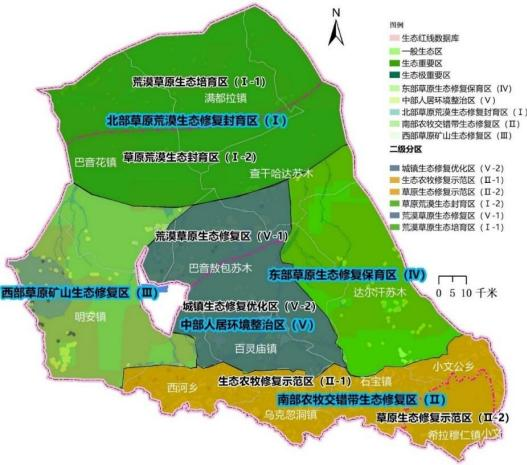 N
图例
生态红线数据库
一般生态区
生态重要区
生态极重要区
东部草原生态修复保育区（Ⅳ）
中部人居环境整治区（Ⅴ）
北部草原荒漠生态修复封育区（Ⅰ）
南部农牧交错带生态修复区（Ⅱ）
西部草原矿山生态修复区（Ⅲ）
二级分区
城镇生态修复优化区（Ⅴ-2）
生态农牧修复示范区（Ⅱ-1）
草原生态修复示范区（Ⅱ-2）
草原荒漠生态封育区（Ⅰ-2）
荒漠草原生态修复区（Ⅴ-1）
荒漠草原生态培育区（Ⅰ-1）
0 5 10 千米
荒漠草原生态培育区（Ⅰ-1）
满都拉镇
北部草原荒漠生态修复封育区（Ⅰ）
巴音花镇
草原荒漠生态封育区（Ⅰ-2）
查干哈达苏木
荒漠草原生态修复区（Ⅴ-1）
巴音敖包苏木
东部草原生态修复保育区（Ⅳ）
西部草原矿山生态修复区（Ⅲ）
达尔汗苏木
城镇生态修复优化区（Ⅴ-2）
明安镇
中部人居环境整治区（Ⅴ）
百灵庙镇
小文公乡
生态农牧修复示范区（Ⅱ-1）
石宝镇
西河乡
南部农牧交错带生态修复区（Ⅱ）
乌克忽洞镇
草原生态修复示范区（Ⅱ-2）
希拉穆仁镇
小文